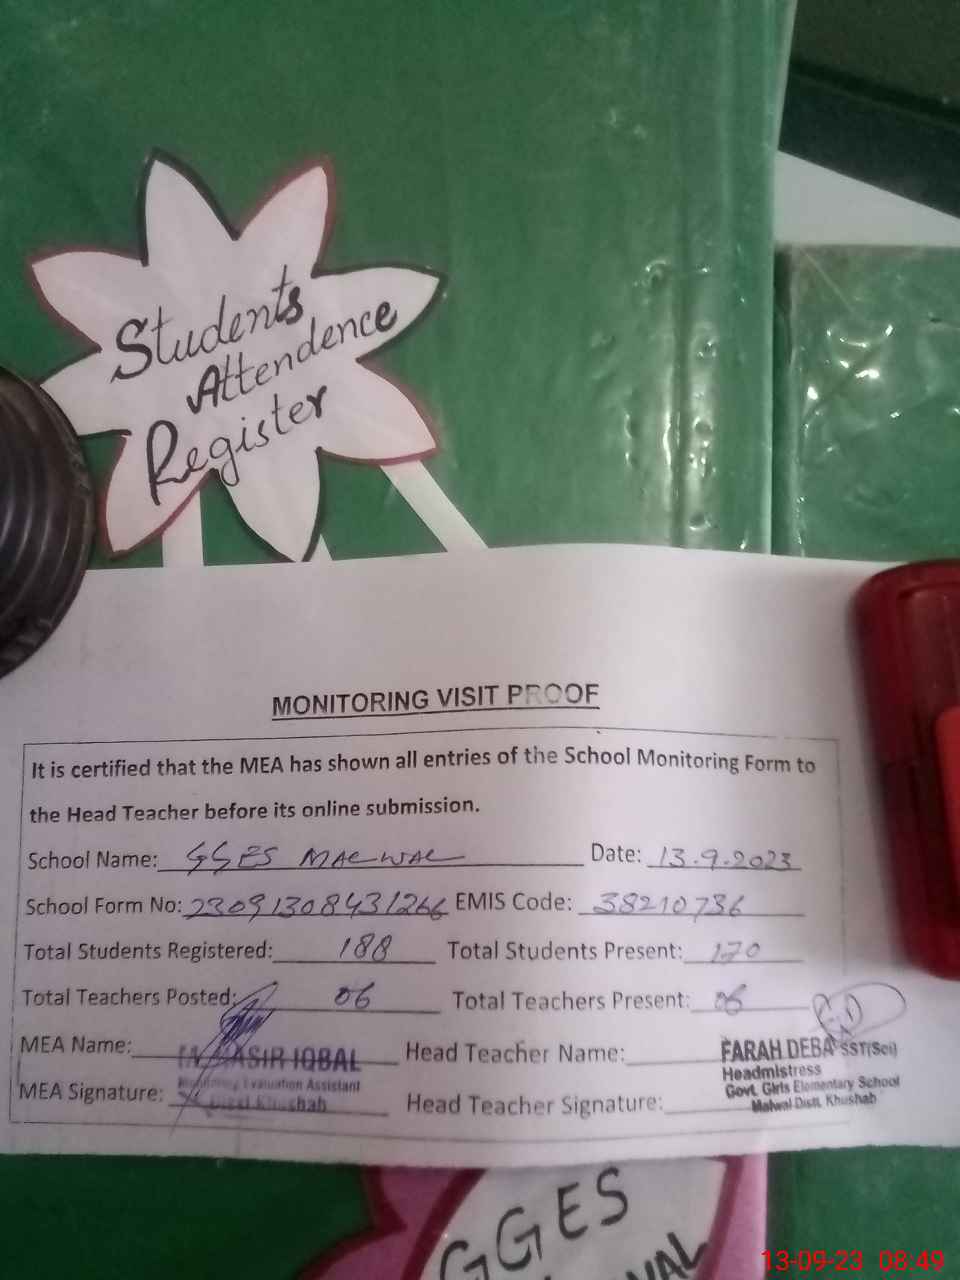 Students
Attendence
Register
MONITORING VISIT PROOF
It is certified that the MEA has shown all entries of the School Monitoring Form to
the Head Teacher before its online submission.
School Name: GGES MALWAL Date: 13.9.2023
School Form No: 23091308431266 EMIS Code: 38210736
Total Students Registered: 188 Total Students Present: 170
Total Teachers Posted: 06 Total Teachers Present: 06
MEA Name: IQBAL Head Teacher Name: FARAH DEBA SST(Sci)
Headmistress
Evaluation Assistant
Govt. Girls Elementary School
MEA Signature: Khushab Head Teacher Signature: Malwal Distt. Khushab
GGES
WAL
13-09-23 08:49